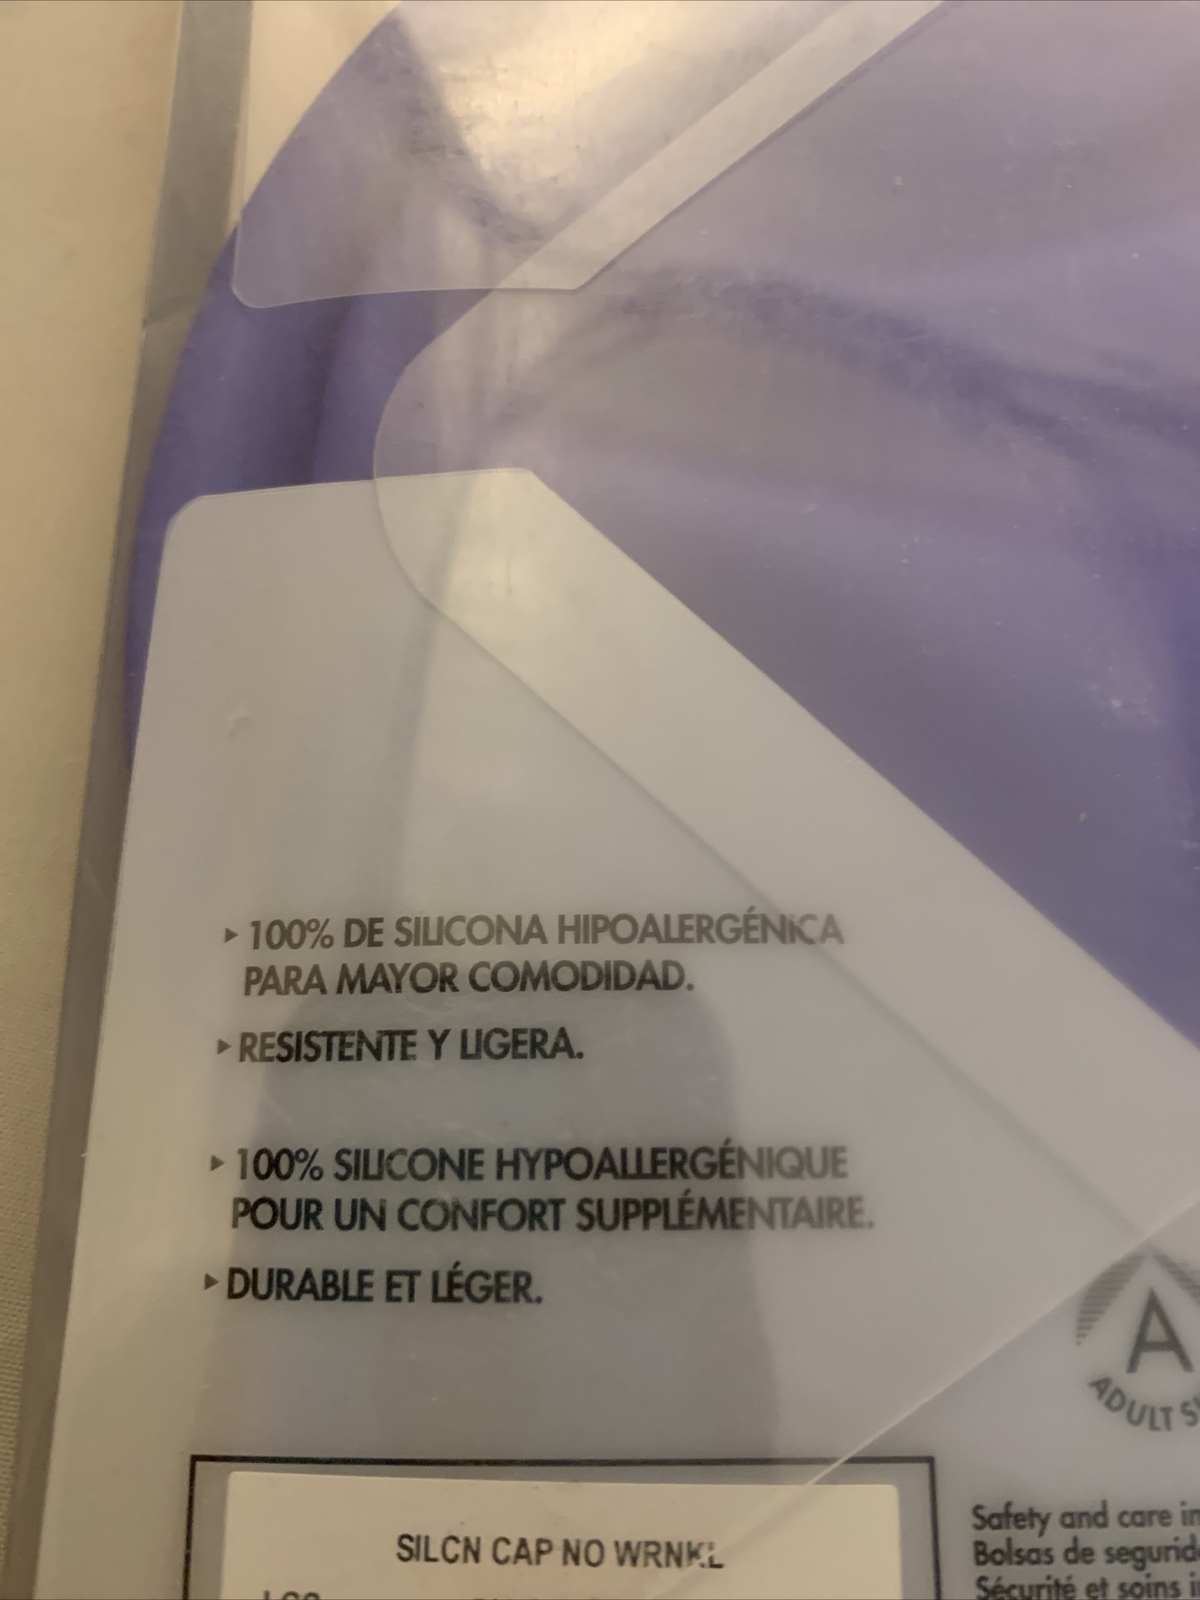 ▸ 100% DE SILICONA HIPOALERGÉNICA
PARA MAYOR COMODIDAD.
▸ RESISTENTE Y LIGERA.
▸ 100% SILICONE HYPOALLERGÉNIQUE
POUR UN CONFORT SUPPLÉMENTAIRE.
▸ DURABLE ET LÉGER.
A
ADULT
SILCN CAP NO WRNKL
Safety and care
Bolsas de
Sécurité et soins